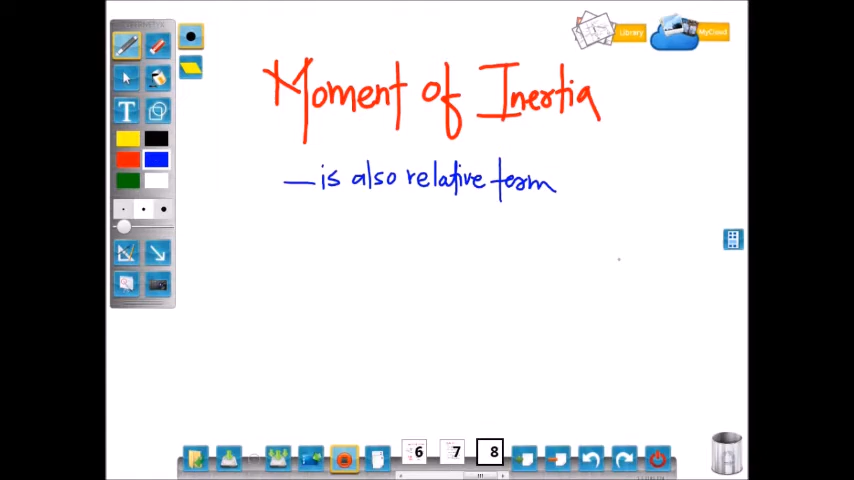 Library
MyCloud
Moment of Inertia
— is also relative term
T
6 7 8